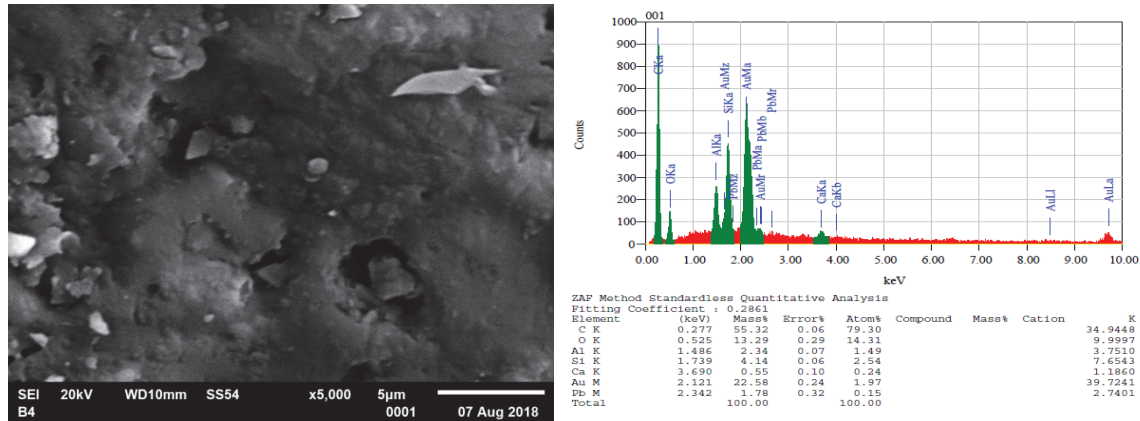 SEI 20kV WD10mm SS54 x5,000 5µm
B4 0001 07 Aug 2018
001
1000
900
800
700
600
500
400
300
200
100
0
Counts
CKa
OKa
AlKa
SiKa
AuMz
PbMz
AuMa
AuMr
PbMa
PbMb
PbMr
CaKa
CaKb
AuLl
AuLa
0.00 1.00 2.00 3.00 4.00 5.00 6.00 7.00 8.00 9.00 10.00
keV
ZAF Method Standardless Quantitative Analysis
Fitting Coefficient : 0.2861
Element (keV) Mass% Error% Atom% Compound Mass% Cation K
C K 0.277 55.32 0.06 79.30 34.9448
O K 0.525 13.29 0.29 14.31 9.9997
Al K 1.486 2.34 0.07 1.49 3.7510
Si K 1.739 4.14 0.06 2.54 7.6543
Ca K 3.690 0.55 0.10 0.24 1.1860
Au M 2.121 22.58 0.24 1.97 39.7241
Pb M 2.342 1.78 0.32 0.15 2.7401
Total 100.00 100.00